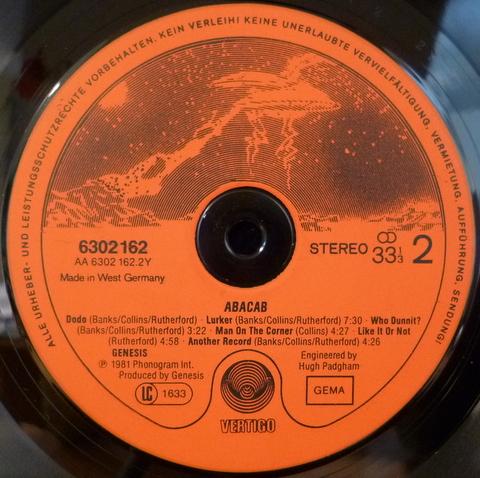 ALLE URHEBER- UND LEISTUNGSSCHUTZRECHTE VORBEHALTEN. KEIN VERLEIH! KEINE UNERLAUBTE VERVIELFÄLTIGUNG, VERMIETUNG, AUFFÜHRUNG, SENDUNG!
6302162
AA 6302 162.2Y
Made in West Germany
STEREO 33 1/3 2
ABACAB
Dodo (Banks/Collins/Rutherford) · Lurker (Banks/Collins/Rutherford) 7:30 · Who Dunnit?
(Banks/Collins/Rutherford) 3:22 · Man On The Corner (Collins) 4:27 · Like It Or Not
(Rutherford) 4:58 · Another Record (Banks/Collins/Rutherford) 4:26
GENESIS
℗ 1981 Phonogram Int.
Produced by Genesis
Engineered by
Hugh Padgham
LC 1633
GEMA
VERTIGO